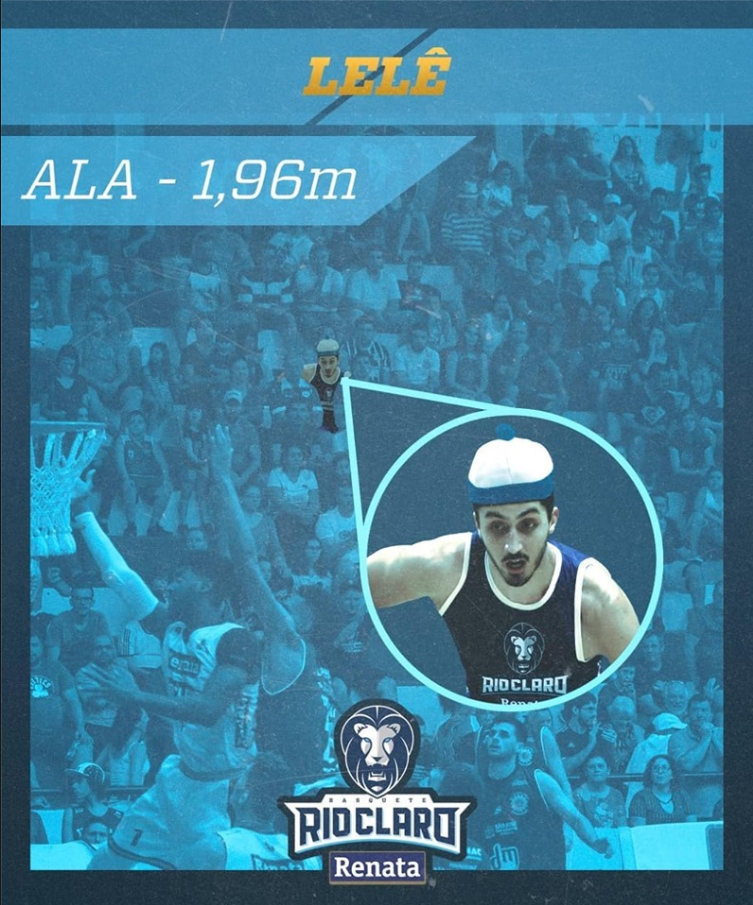 LELÊ
ALA - 1,96m
RIO CLARO
BASQUETE
RIO CLARO
Renata